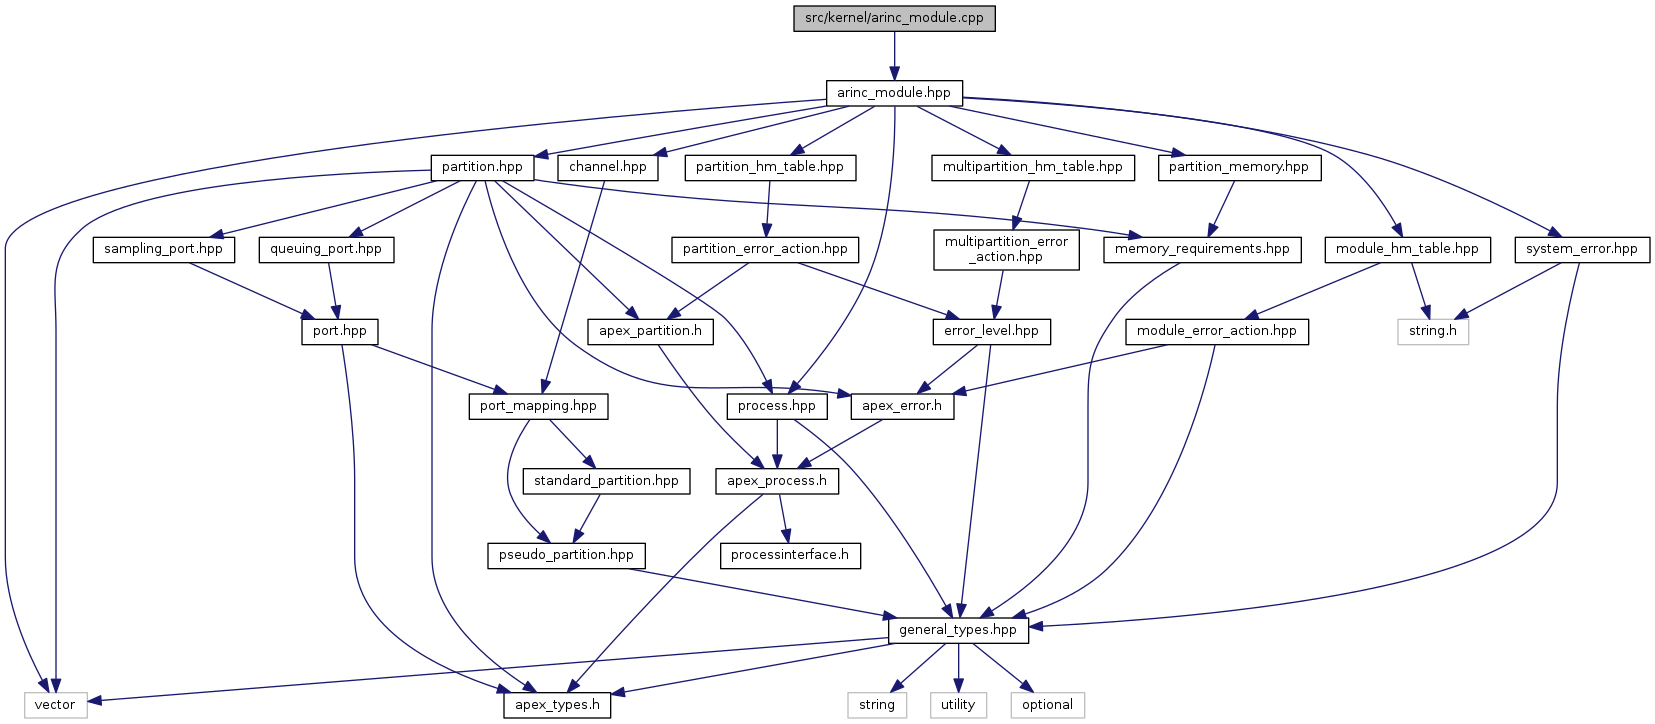 src/kernel/arinc_module.cpp
arinc_module.hpp
partition.hpp
channel.hpp
partition_hm_table.hpp
multipartition_hm_table.hpp
partition_memory.hpp
sampling_port.hpp
queuing_port.hpp
partition_error_action.hpp
multipartition_error
_action.hpp
memory_requirements.hpp
module_hm_table.hpp
system_error.hpp
port.hpp
apex_partition.h
error_level.hpp
module_error_action.hpp
string.h
port_mapping.hpp
process.hpp
apex_error.h
standard_partition.hpp
apex_process.h
pseudo_partition.hpp
processinterface.h
general_types.hpp
vector
apex_types.h
string
utility
optional